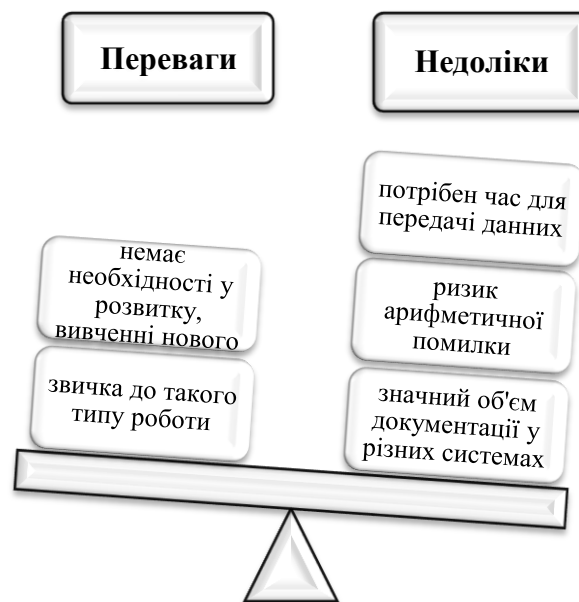 Переваги
Недоліки
немає
необхідності у
розвитку,
вивченні нового
звичка до такого
типу роботи
потрібен час для
передачі данних
ризик
арифметичної
помилки
значний об'єм
документації у
різних системах